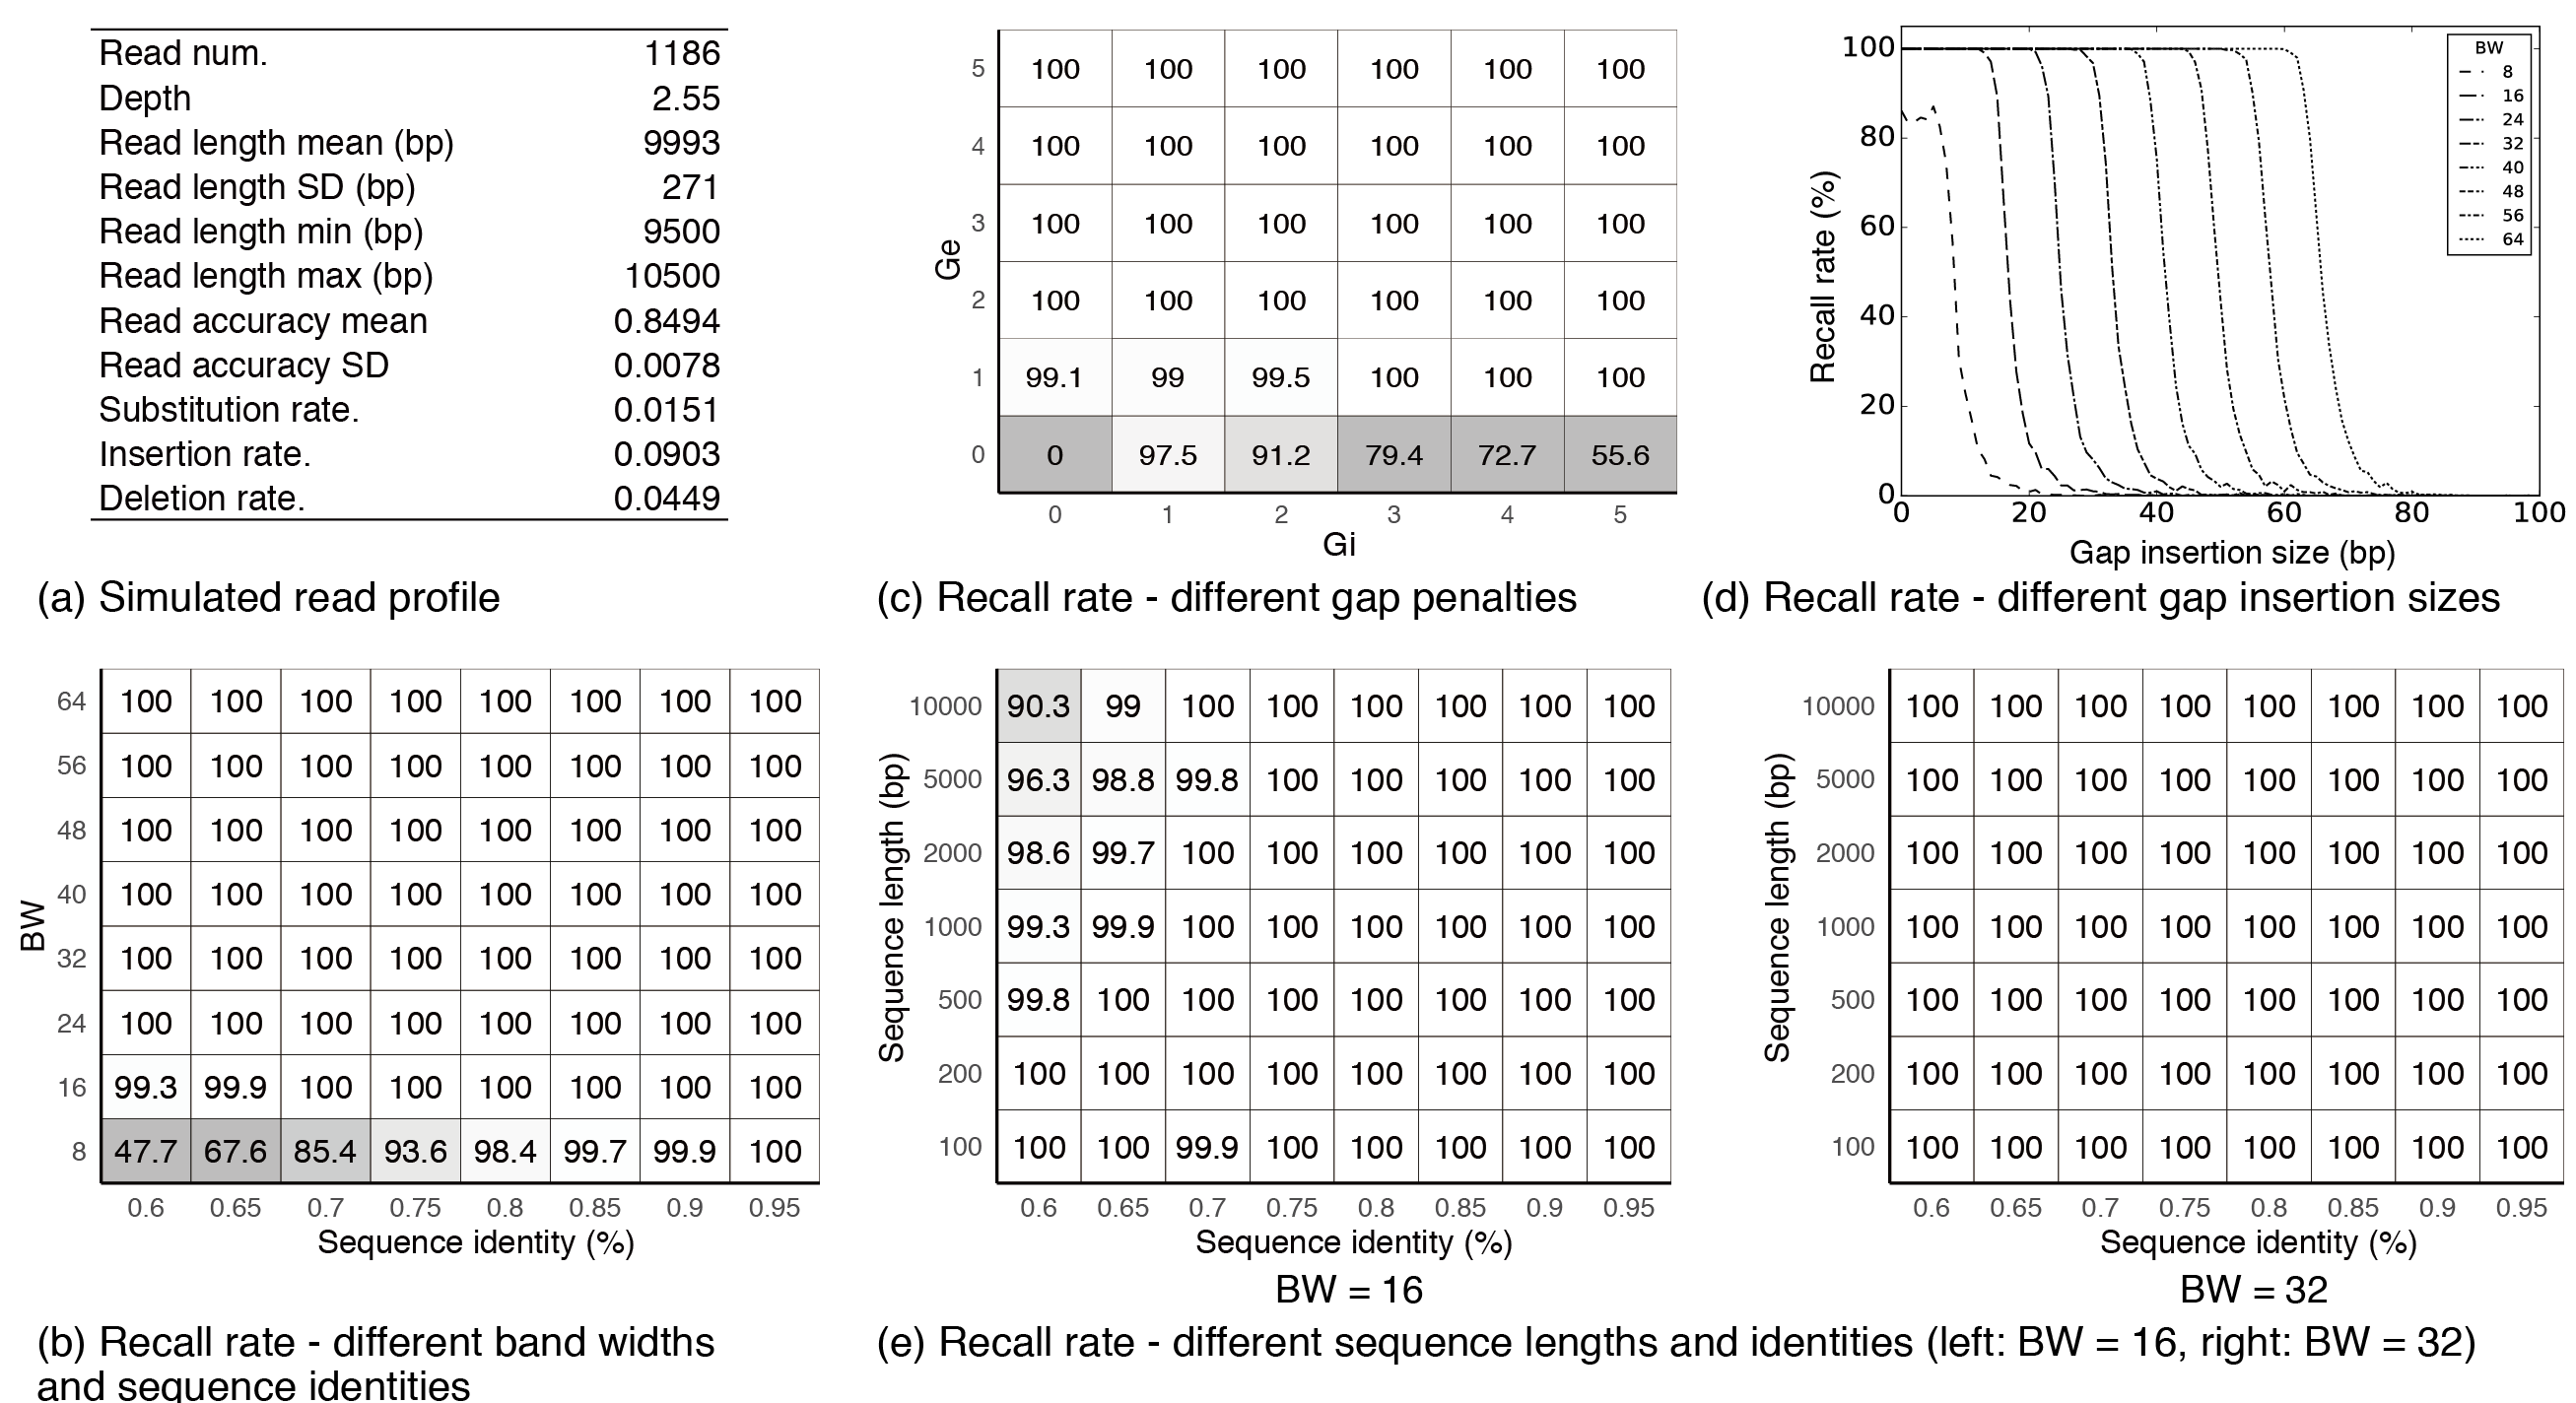 Read num. 1186
Depth 2.55
Read length mean (bp) 9993
Read length SD (bp) 271
Read length min (bp) 9500
Read length max (bp) 10500
Read accuracy mean 0.8494
Read accuracy SD 0.0078
Substitution rate. 0.0151
Insertion rate. 0.0903
Deletion rate. 0.0449
(a) Simulated read profile
Ge
5 100 100 100 100 100 100
4 100 100 100 100 100 100
3 100 100 100 100 100 100
2 100 100 100 100 100 100
1 99.1 99 99.5 100 100 100
0 0 97.5 91.2 79.4 72.7 55.6
0 1 2 3 4 5
Gi
(c) Recall rate - different gap penalties
Recall rate (%)
100
80
60
40
20
0
0 20 40 60 80 100
Gap insertion size (bp)
BW
8
16
24
32
40
48
56
64
(d) Recall rate - different gap insertion sizes
BW
64 100 100 100 100 100 100 100 100
56 100 100 100 100 100 100 100 100
48 100 100 100 100 100 100 100 100
40 100 100 100 100 100 100 100 100
32 100 100 100 100 100 100 100 100
24 100 100 100 100 100 100 100 100
16 99.3 99.9 100 100 100 100 100 100
8 47.7 67.6 85.4 93.6 98.4 99.7 99.9 100
0.6 0.65 0.7 0.75 0.8 0.85 0.9 0.95
Sequence identity (%)
(b) Recall rate - different band widths
and sequence identities
Sequence length (bp)
10000 90.3 99 100 100 100 100 100 100
5000 96.3 98.8 99.8 100 100 100 100 100
2000 98.6 99.7 100 100 100 100 100 100
1000 99.3 99.9 100 100 100 100 100 100
500 99.8 100 100 100 100 100 100 100
200 100 100 100 100 100 100 100 100
100 100 100 99.9 100 100 100 100 100
0.6 0.65 0.7 0.75 0.8 0.85 0.9 0.95
Sequence identity (%)
BW = 16
Sequence length (bp)
10000 100 100 100 100 100 100 100 100
5000 100 100 100 100 100 100 100 100
2000 100 100 100 100 100 100 100 100
1000 100 100 100 100 100 100 100 100
500 100 100 100 100 100 100 100 100
200 100 100 100 100 100 100 100 100
100 100 100 100 100 100 100 100 100
0.6 0.65 0.7 0.75 0.8 0.85 0.9 0.95
Sequence identity (%)
BW = 32
(e) Recall rate - different sequence lengths and identities (left: BW = 16, right: BW = 32)